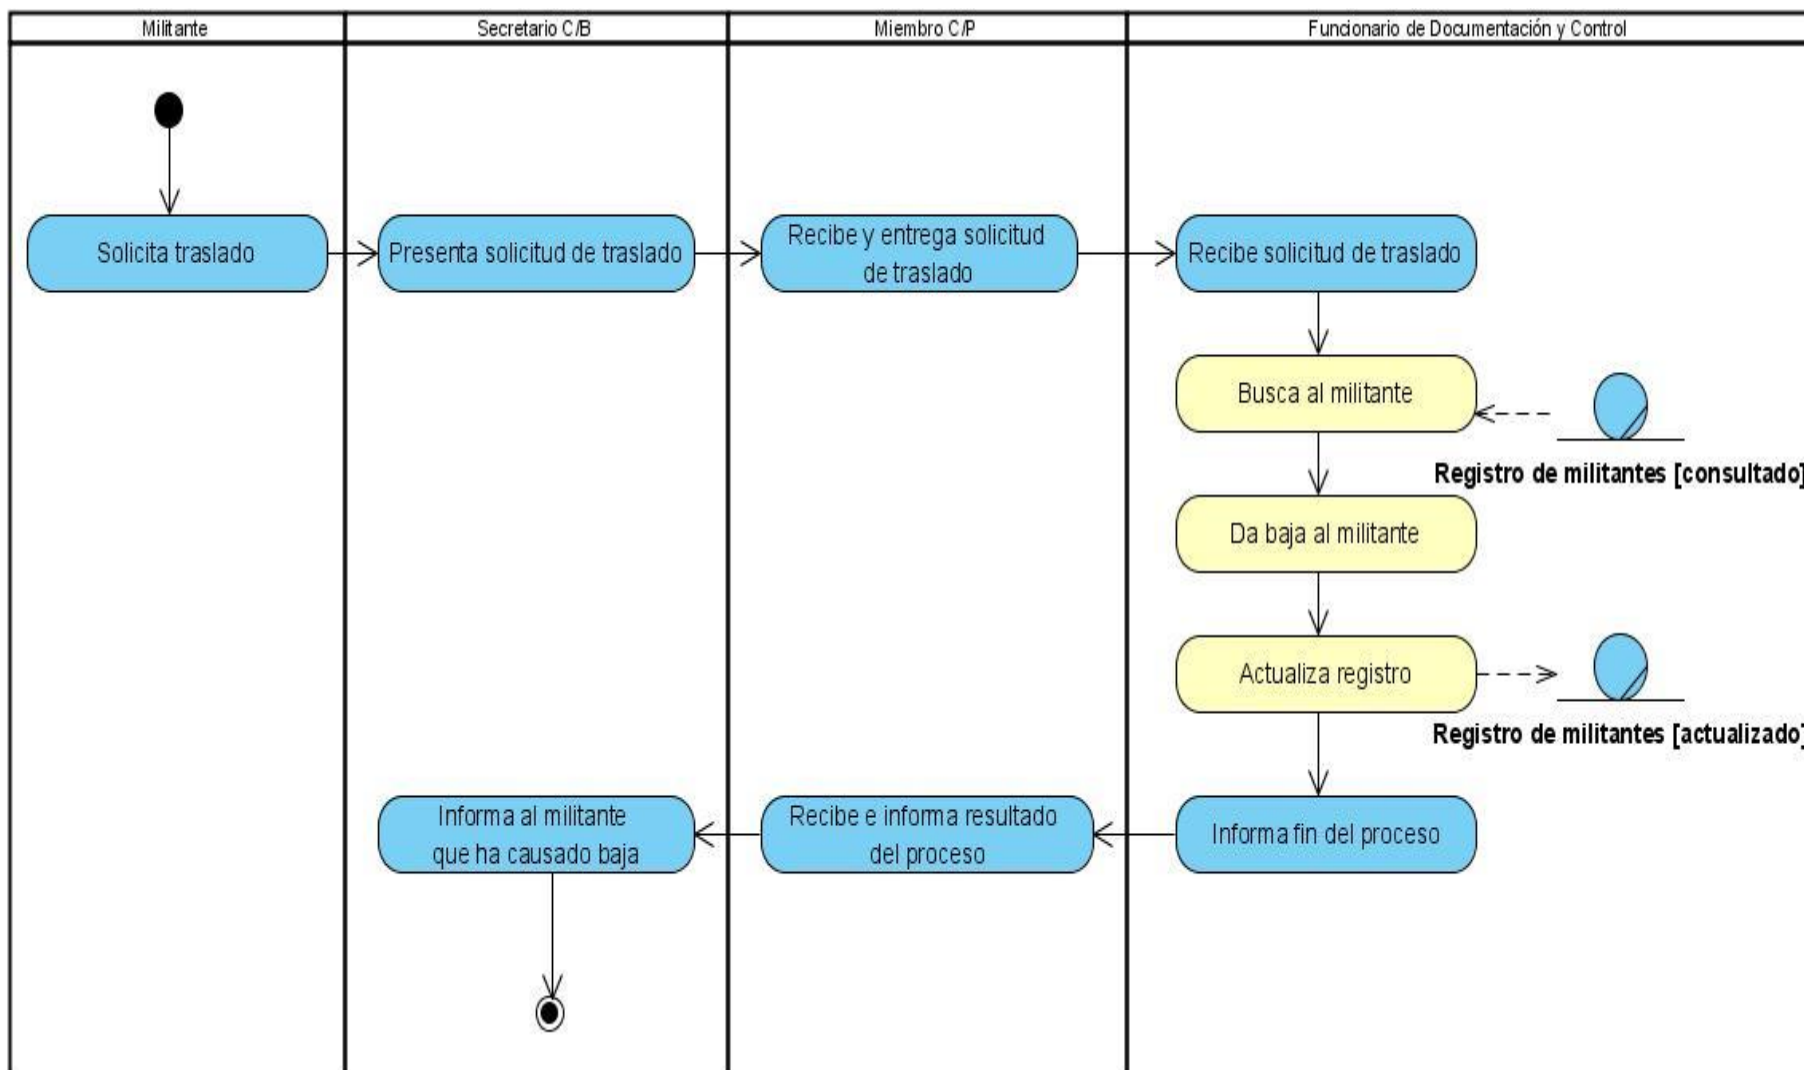 Militante
Secretario C/B
Miembro C/P
Funcionario de Documentación y Control
Solicita traslado
Presenta solicitud de traslado
Recibe y entrega solicitud
de traslado
Recibe solicitud de traslado
Busca al militante
Registro de militantes [consultado]
Da baja al militante
Actualiza registro
Registro de militantes [actualizado]
Informa al militante
que ha causado baja
Recibe e informa resultado
del proceso
Informa fin del proceso